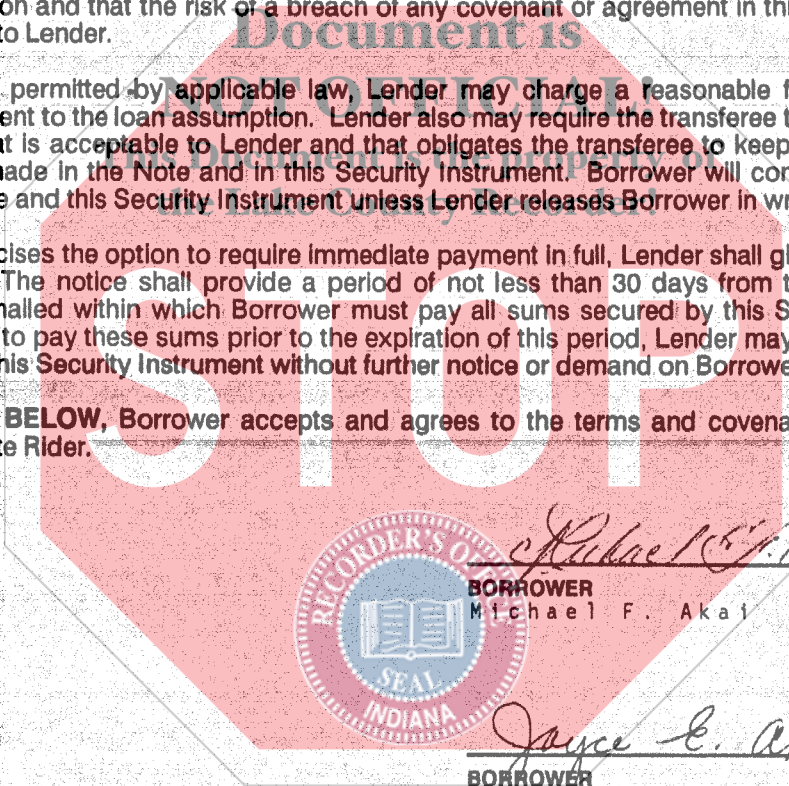 on and that the risk of a breach of any covenant or agreement in th
to Lender.
Document is
NOT OFFICIAL!
This Document is the property of
the Lake County Recorder!
permitted by applicable law, Lender may charge a reasonable f
ent to the loan assumption. Lender also may require the transferee t
at is acceptable to Lender and that obligates the transferee to keep
nade in the Note and in this Security Instrument. Borrower will con
e and this Security Instrument unless Lender releases Borrower in wr
cises the option to require immediate payment in full, Lender shall gi
The notice shall provide a period of not less than 30 days from t
nailed within which Borrower must pay all sums secured by this S
to pay these sums prior to the expiration of this period, Lender may
his Security Instrument without further notice or demand on Borrowe
STOP
BELOW, Borrower accepts and agrees to the terms and covena
te Rider.
RECORDER'S OFFICE
SEAL
INDIANA
BORROWER
Michael F. Akai
Joyce E. A
BORROWER